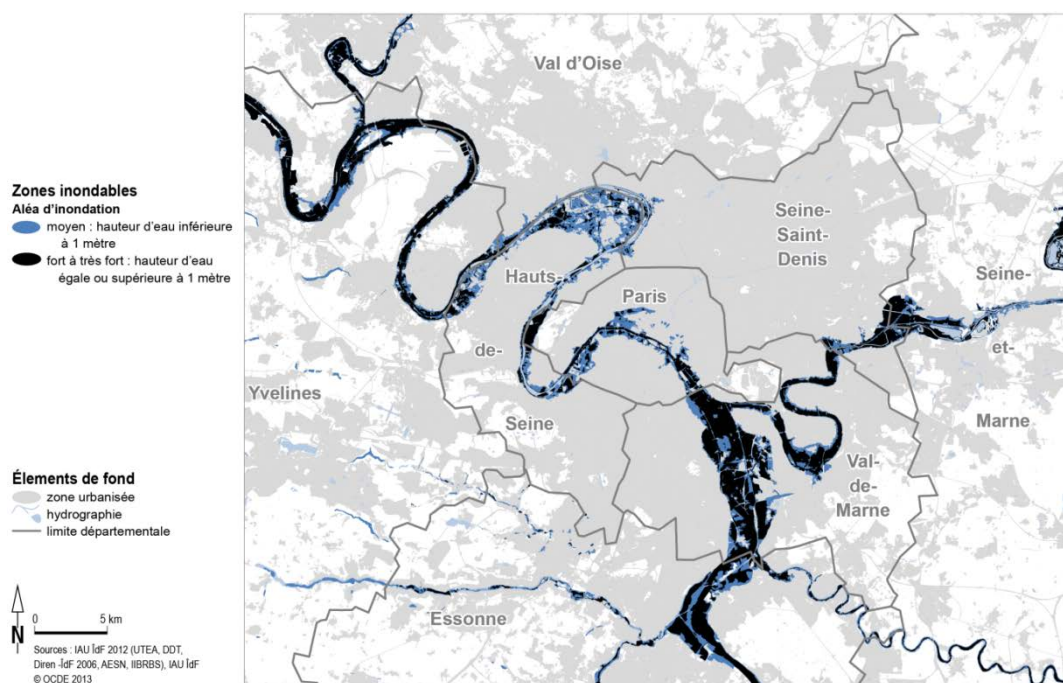 Zones inondables
Aléa d'inondation
moyen : hauteur d'eau inférieure
à 1 mètre
fort à très fort : hauteur d'eau
égale ou supérieure à 1 mètre
Élements de fond
zone urbanisée
hydrographie
limite départementale
N
0 5 km
Sources : IAU ÎdF 2012 (UTEA, DDT,
Diren -ÎdF 2006, AESN, IIBRBS), IAU ÎdF
© OCDE 2013
Val d'Oise
Seine-
Saint-
Denis
Hauts-
Paris
Seine-
de-
et-
Yvelines
Seine
Marne
Val-
de-
Marne
Essonne